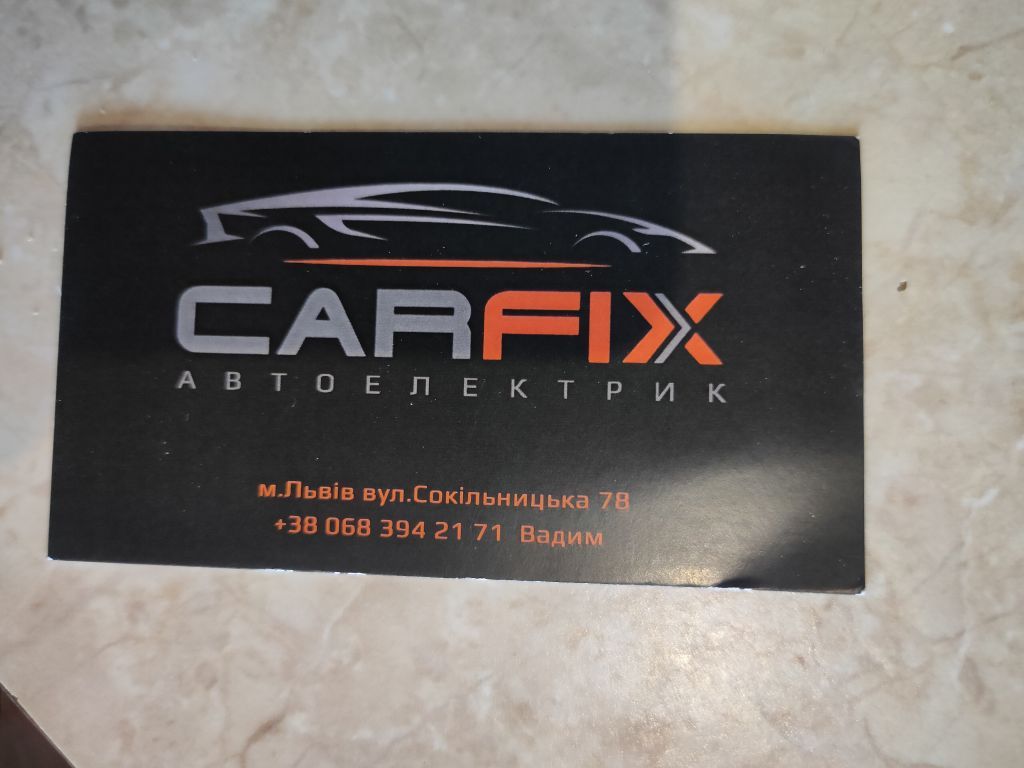 CARFIX
АВТОЕЛЕКТРИК
м.Львів вул.Сокільницька 78
+38 068 394 21 71 Вадим